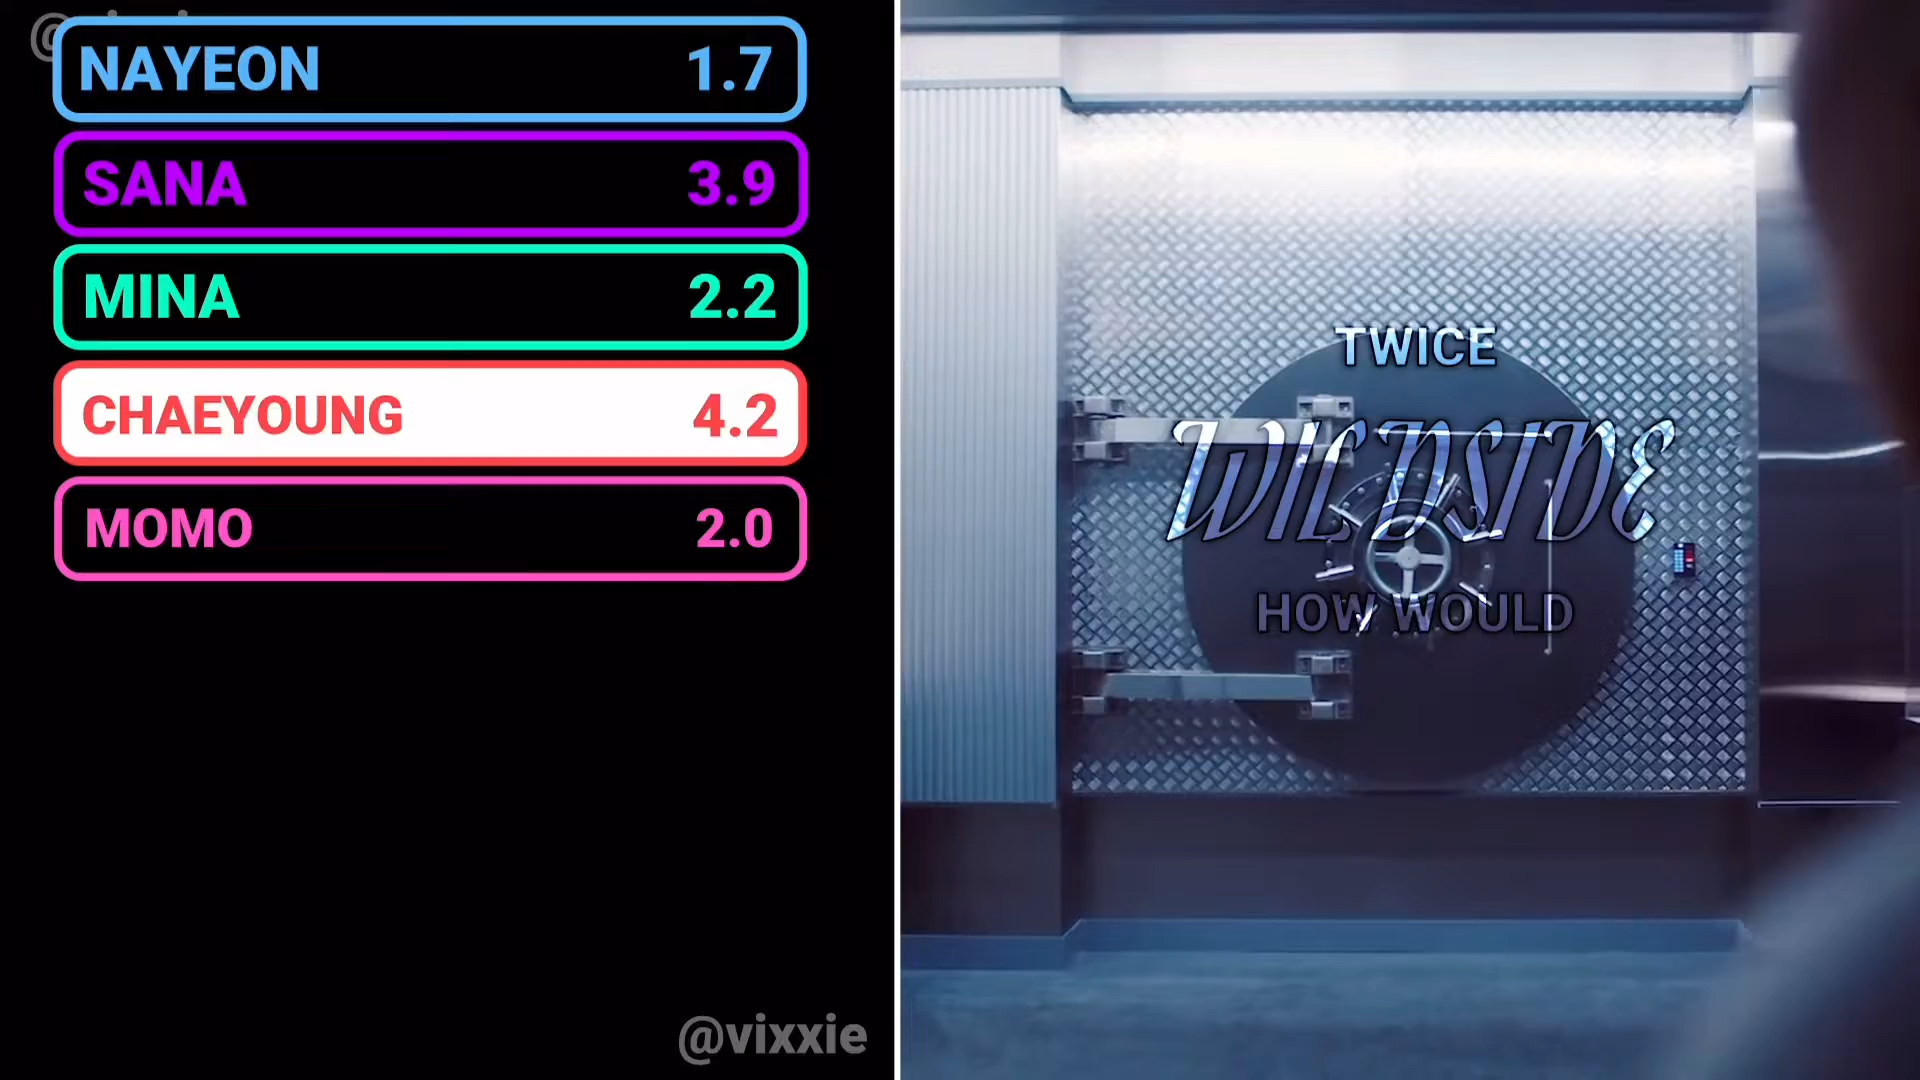 NAYEON 1.7
SANA 3.9
MINA 2.2
CHAEYOUNG 4.2
MOMO 2.0
@vixxie
TWICE
WILDSIDE
HOW WOULD